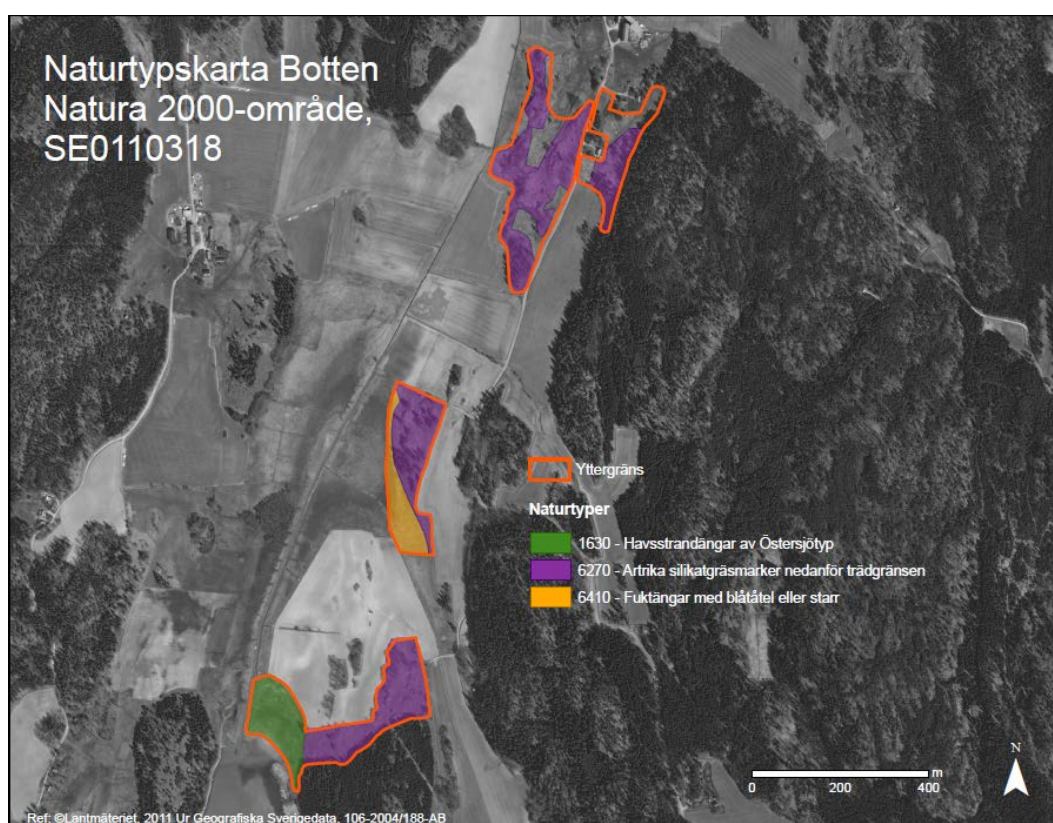 Naturtypskarta Botten
Natura 2000-område,
SE0110318
Yttergräns
Naturtyper
1630 - Havsstrandängar av Östersjötyp
6270 - Artrika silikatgräsmarker nedanför trädgränsen
6410 - Fuktängar med blåtåtel eller starr
N
m
0 200 400
Ref: ©Lantmäteriet, 2011 Ur Geografiska Sverigedata, 106-2004/188-AB